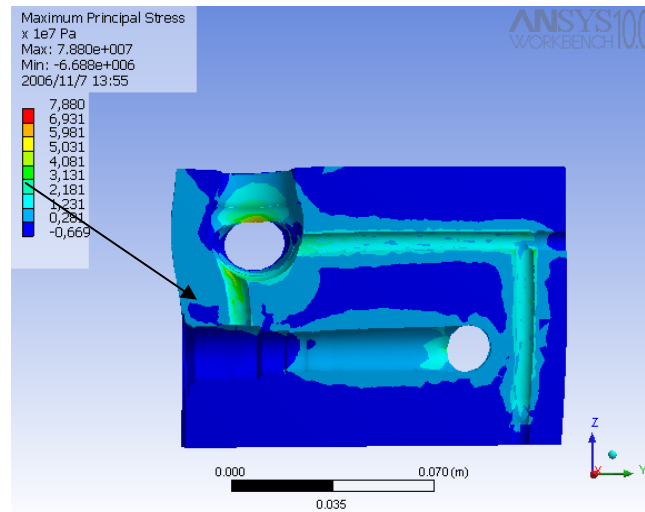 Maximum Principal Stress
x 1e7 Pa
Max: 7.880e+007
Min: -6.688e+006
2006/11/7 13:55
ANSYS
WORKBENCH 10.0
7,880
6,931
5,981
5,031
4,081
3,131
2,181
1,231
0,281
-0,669
Z
Y
X
0.000
0.070 (m)
0.035